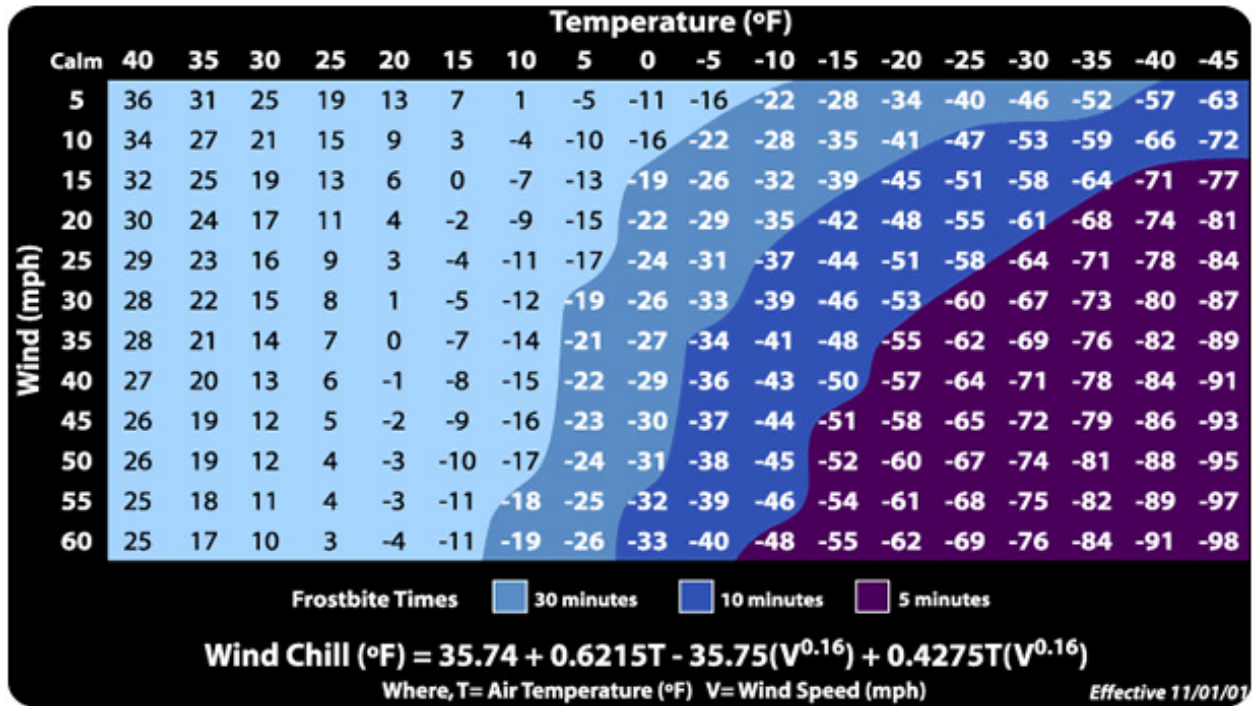 Temperature (ºF)
Calm 40 35 30 25 20 15 10 5 0 -5 -10 -15 -20 -25 -30 -35 -40 -45
5 36 31 25 19 13 7 1 -5 -11 -16 -22 -28 -34 -40 -46 -52 -57 -63
10 34 27 21 15 9 3 -4 -10 -16 -22 -28 -35 -41 -47 -53 -59 -66 -72
15 32 25 19 13 6 0 -7 -13 -19 -26 -32 -39 -45 -51 -58 -64 -71 -77
20 30 24 17 11 4 -2 -9 -15 -22 -29 -35 -42 -48 -55 -61 -68 -74 -81
25 29 23 16 9 3 -4 -11 -17 -24 -31 -37 -44 -51 -58 -64 -71 -78 -84
30 28 22 15 8 1 -5 -12 -19 -26 -33 -39 -46 -53 -60 -67 -73 -80 -87
35 28 21 14 7 0 -7 -14 -21 -27 -34 -41 -48 -55 -62 -69 -76 -82 -89
40 27 20 13 6 -1 -8 -15 -22 -29 -36 -43 -50 -57 -64 -71 -78 -84 -91
45 26 19 12 5 -2 -9 -16 -23 -30 -37 -44 -51 -58 -65 -72 -79 -86 -93
50 26 19 12 4 -3 -10 -17 -24 -31 -38 -45 -52 -60 -67 -74 -81 -88 -95
55 25 18 11 4 -3 -11 -18 -25 -32 -39 -46 -54 -61 -68 -75 -82 -89 -97
60 25 17 10 3 -4 -11 -19 -26 -33 -40 -48 -55 -62 -69 -76 -84 -91 -98
Wind (mph)
Frostbite Times 30 minutes 10 minutes 5 minutes
Wind Chill (ºF) = 35.74 + 0.6215T - 35.75(V^0.16) + 0.4275T(V^0.16)
Where, T= Air Temperature (ºF) V= Wind Speed (mph) Effective 11/01/01